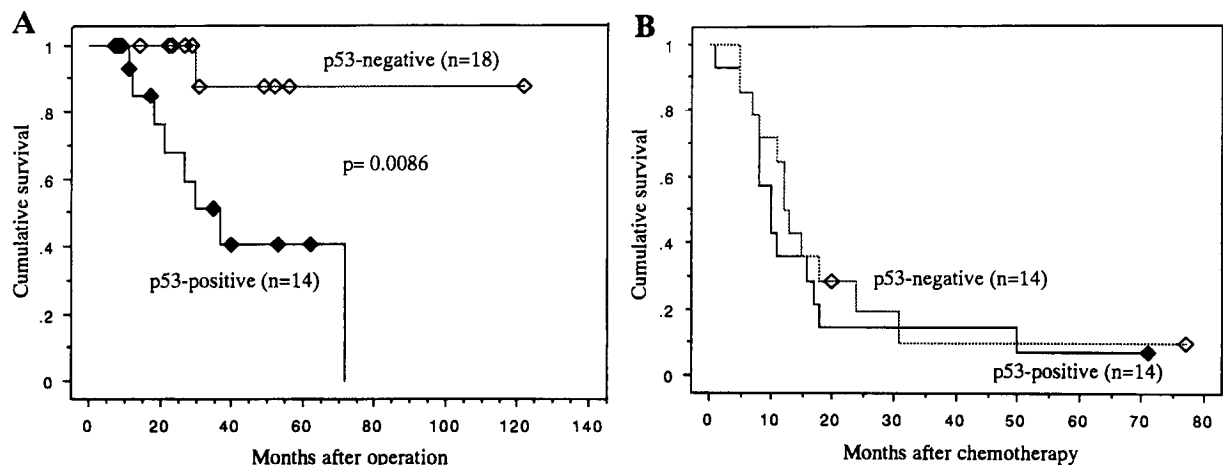 A
Cumulative survival
1
.8
.6
.4
.2
0
p53-negative (n=18)
p= 0.0086
p53-positive (n=14)
0 20 40 60 80 100 120 140
Months after operation
B
Cumulative survival
1
.8
.6
.4
.2
0
p53-negative (n=14)
p53-positive (n=14)
0 10 20 30 40 50 60 70 80
Months after chemotherapy